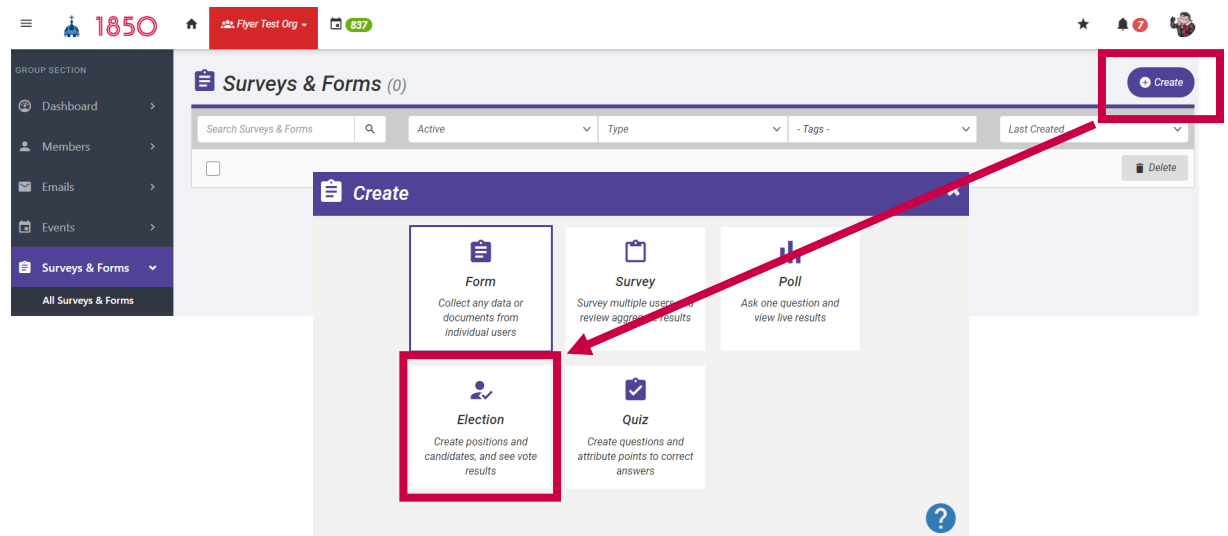 1850
Flyer Test Org
837
7
GROUP SECTION
Dashboard
Members
Emails
Events
Surveys & Forms
All Surveys & Forms
Surveys & Forms (0)
Create
Search Surveys & Forms
Active
Type
- Tags -
Last Created
Delete
Create
Form
Collect any data or
documents from
individual users
Survey
Survey multiple users and
review aggregate results
Poll
Ask one question and
view live results
Election
Create positions and
candidates, and see vote
results
Quiz
Create questions and
attribute points to correct
answers
?